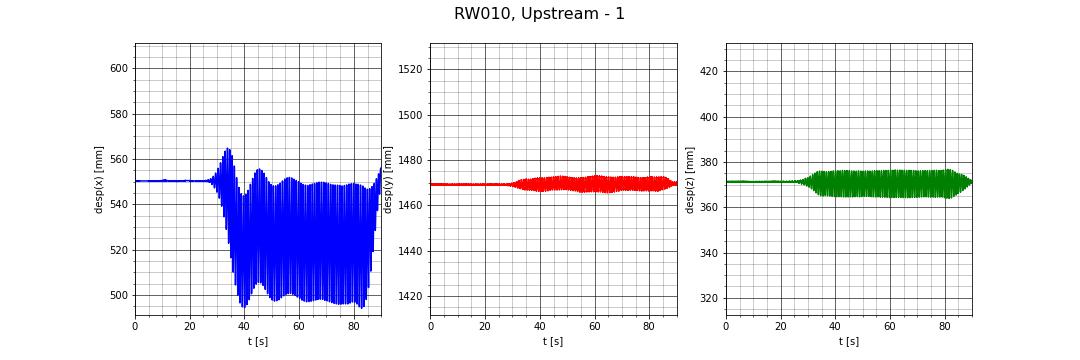 RW010, Upstream - 1
desp(x) [mm]
600
580
560
540
520
500
0 20 40 60 80
t [s]
desp(y) [mm]
1520
1500
1480
1460
1440
1420
0 20 40 60 80
t [s]
desp(z) [mm]
420
400
380
360
340
320
0 20 40 60 80
t [s]